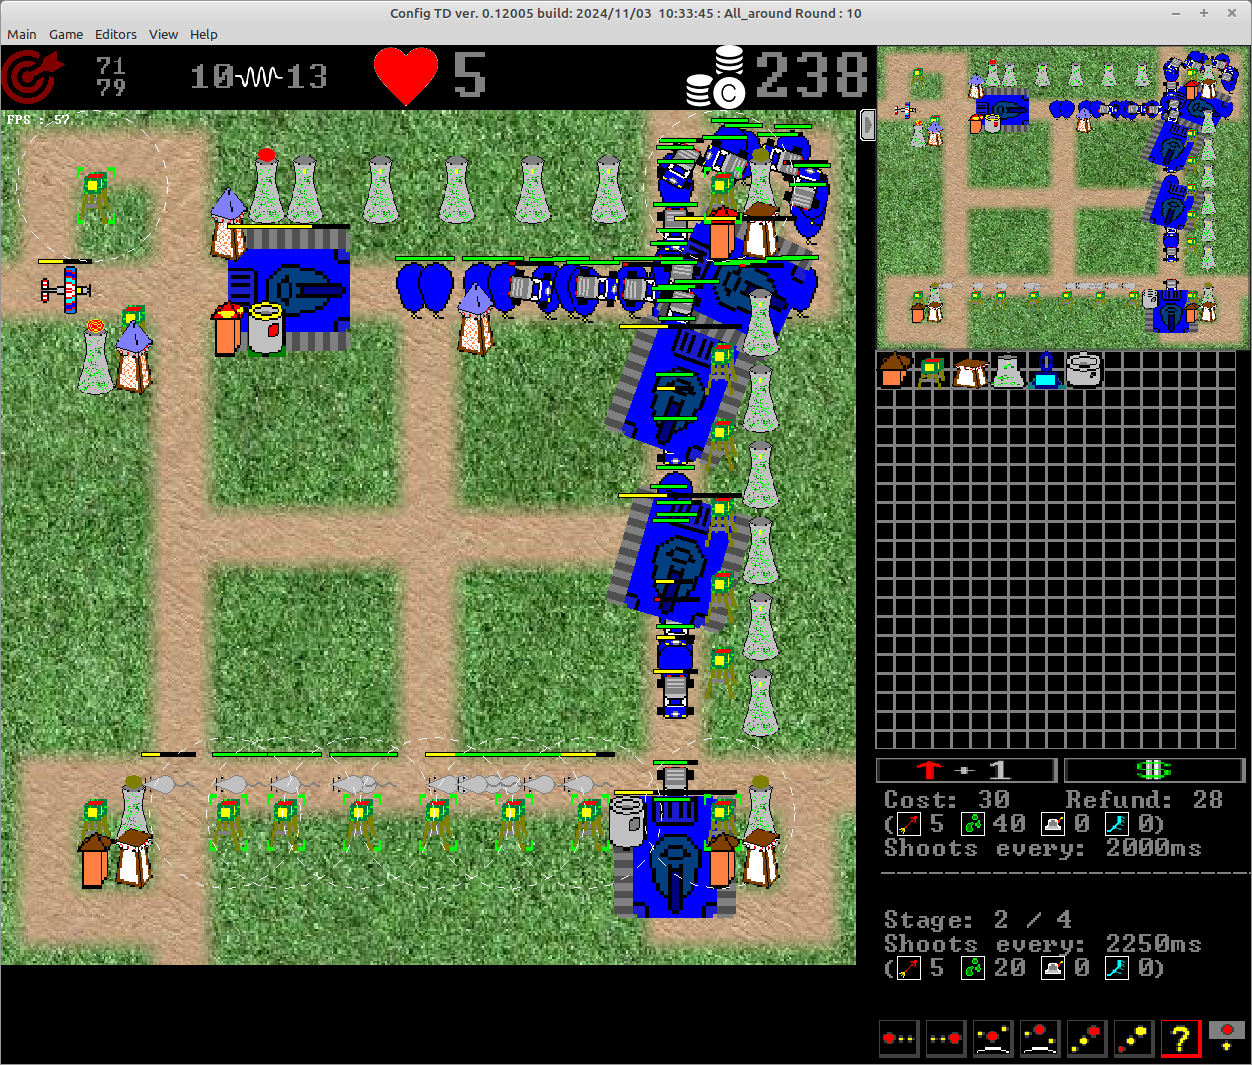 Config TD ver. 0.12005 build: 2024/11/03 10:33:45 : All_around Round : 10
Main Game Editors View Help
71
79
10 13
5
C 238
FPS : 57
1
Cost: 30 Refund: 28
( 5 40 0 0)
Shoots every: 2000ms
Stage: 2 / 4
Shoots every: 2250ms
( 5 20 0 0)
?